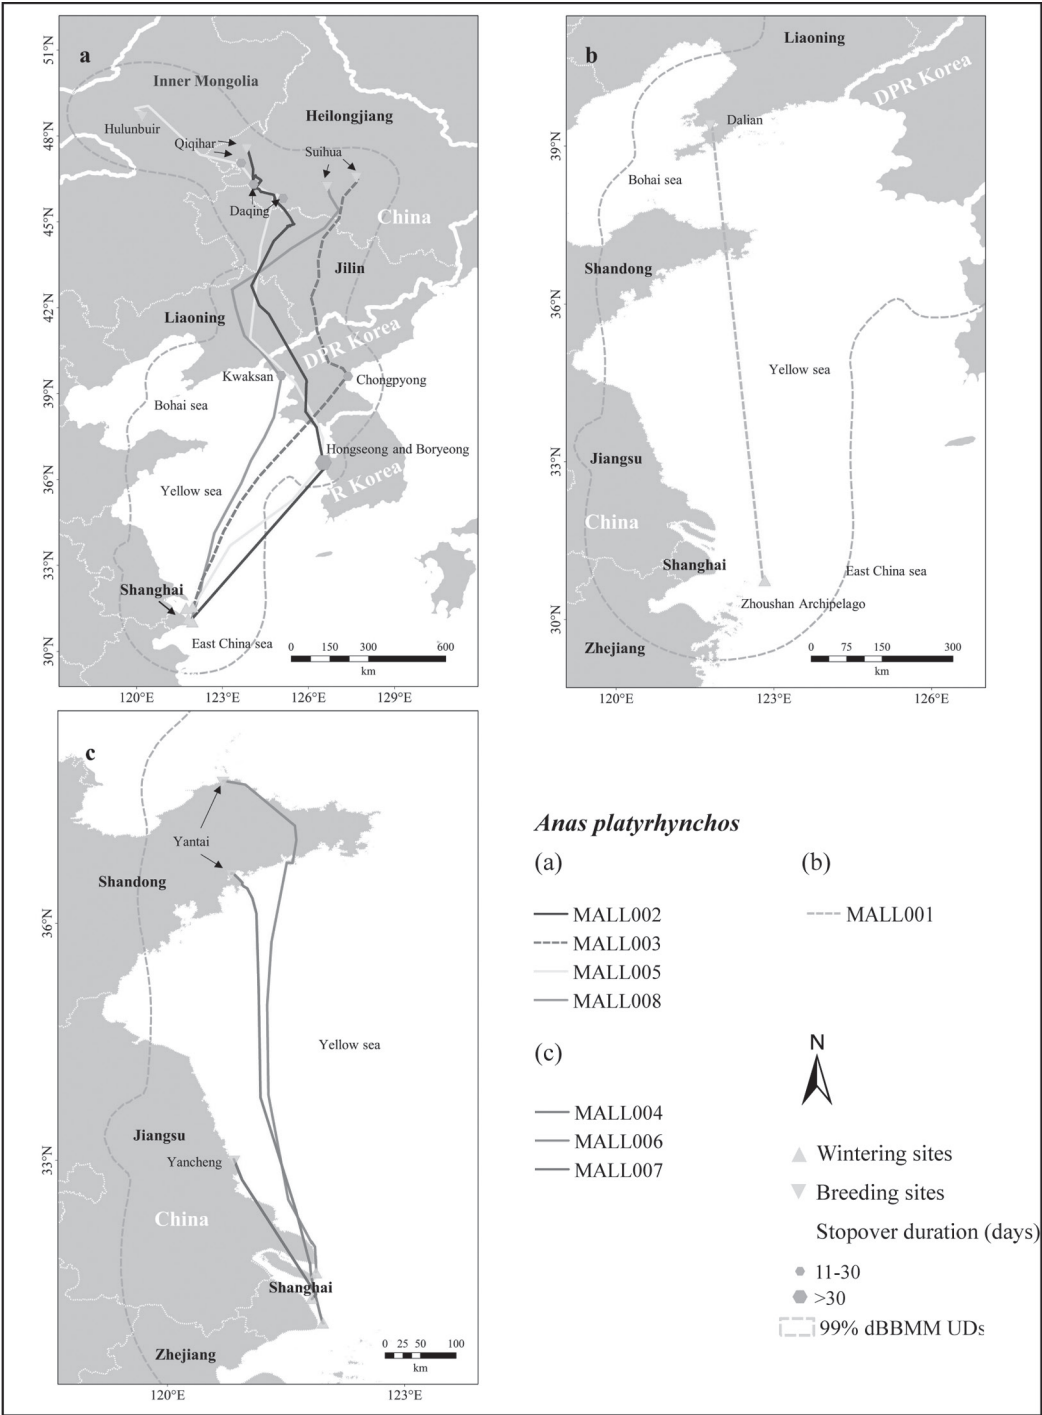 a
Inner Mongolia
Heilongjiang
Hulunbuir
Qiqihar
Suihua
Daqing
China
Jilin
Liaoning
DPR Korea
Kwaksan
Chongpyong
Bohai sea
Hongseong and Boryeong
R Korea
Yellow sea
Shanghai
East China sea
0 150 300 600
km
51°N
48°N
45°N
42°N
39°N
36°N
33°N
30°N
120°E 123°E 126°E 129°E
b
Liaoning
DPR Korea
Dalian
Bohai sea
Shandong
Yellow sea
Jiangsu
China
Shanghai
East China sea
Zhoushan Archipelago
Zhejiang
0 75 150 300
km
39°N
36°N
33°N
30°N
120°E 123°E 126°E
c
Yantai
Shandong
Yellow sea
Jiangsu
Yancheng
China
Shanghai
Zhejiang
0 25 50 100
km
36°N
33°N
120°E 123°E
Anas platyrhynchos
(a)
MALL002
MALL003
MALL005
MALL008
(b)
MALL001
(c)
MALL004
MALL006
MALL007
N
Wintering sites
Breeding sites
Stopover duration (days)
11-30
>30
99% dBBMM UDs